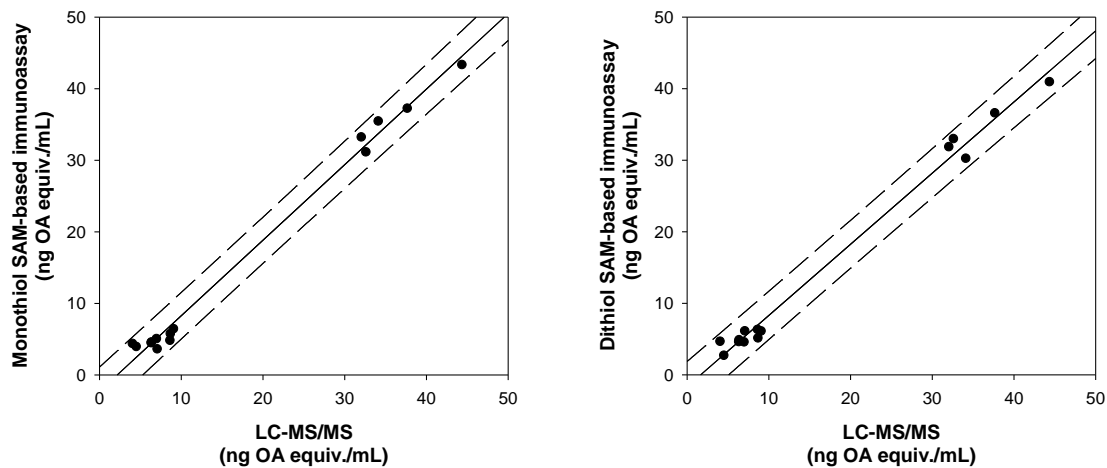 Monothiol SAM-based immunoassay
(ng OA equiv./mL)
50
40
30
20
10
0
0 10 20 30 40 50
LC-MS/MS
(ng OA equiv./mL)
Dithiol SAM-based immunoassay
(ng OA equiv./mL)
50
40
30
20
10
0
0 10 20 30 40 50
LC-MS/MS
(ng OA equiv./mL)